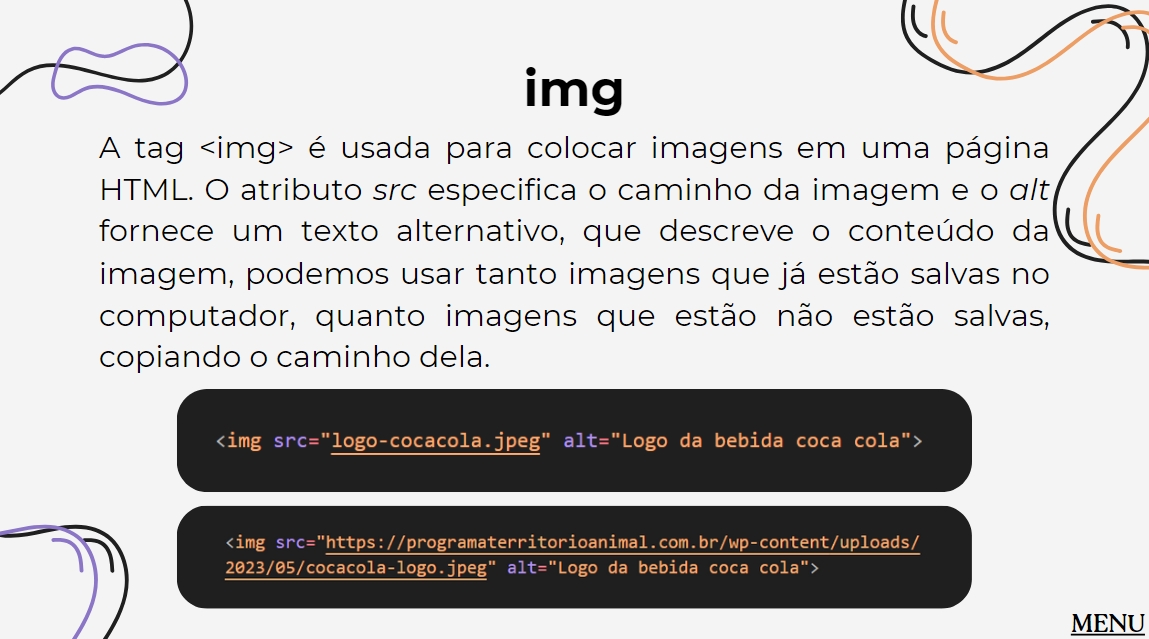 img
A tag <img> é usada para colocar imagens em uma página
HTML. O atributo src especifica o caminho da imagem e o alt
fornece um texto alternativo, que descreve o conteúdo da
imagem, podemos usar tanto imagens que já estão salvas no
computador, quanto imagens que estão não estão salvas,
copiando o caminho dela.
<img src="logo-cocacola.jpeg" alt="Logo da bebida coca cola">
<img src="https://programaterritorioanimal.com.br/wp-content/uploads/
2023/05/cocacola-logo.jpeg" alt="Logo da bebida coca cola">
MENU